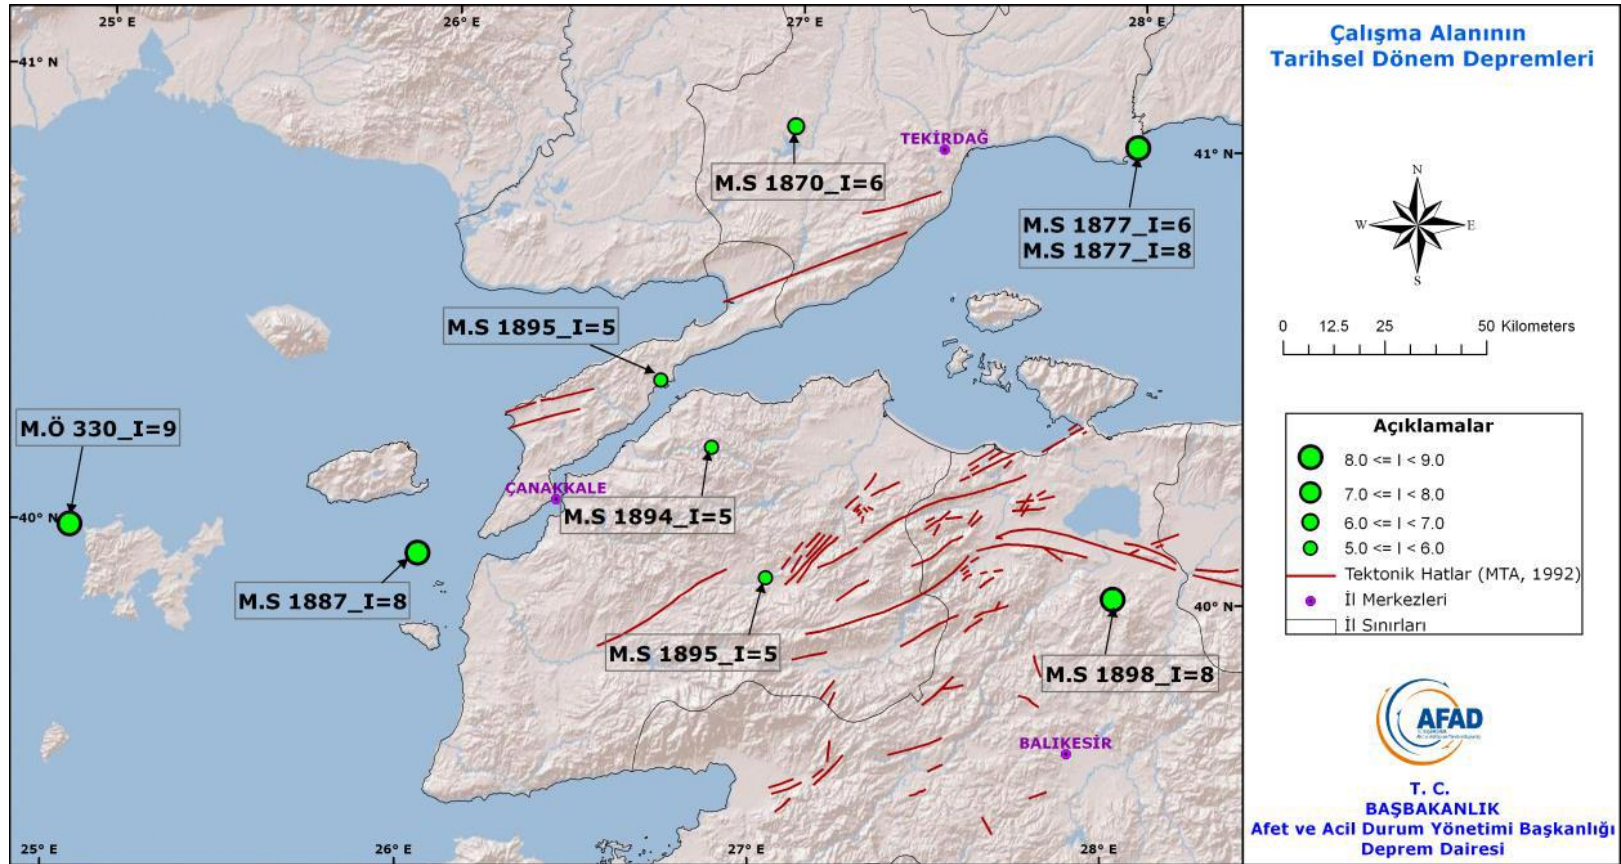 25° E
26° E
27° E
28° E
41° N
41° N
TEKİRDAĞ
M.S 1870_I=6
M.S 1877_I=6
M.S 1877_I=8
M.S 1895_I=5
M.Ö 330_I=9
ÇANAKKALE
40° N
M.S 1894_I=5
M.S 1887_I=8
40° N
M.S 1895_I=5
M.S 1898_I=8
BALIKESİR
25° E
26° E
27° E
28° E
Çalışma Alanının
Tarihsel Dönem Depremleri
N
W
E
S
0 12.5 25 50 Kilometers
Açıklamalar
8.0 <= I < 9.0
7.0 <= I < 8.0
6.0 <= I < 7.0
5.0 <= I < 6.0
Tektonik Hatlar (MTA, 1992)
İl Merkezleri
İl Sınırları
AFAD
T. C.
BAŞBAKANLIK
Afet ve Acil Durum Yönetimi Başkanlığı
Deprem Dairesi